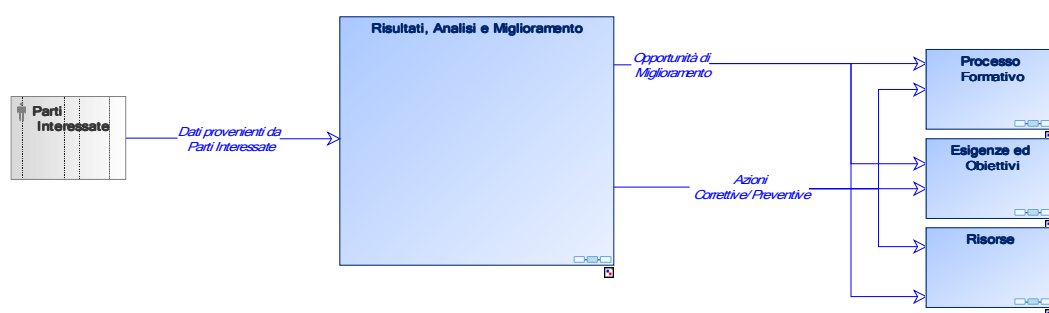 Parti
Interessate
Dati provenienti da
Parti Interessate
Risultati, Analisi e Miglioramento
Opportunità di
Miglioramento
Azioni
Correttive/Preventive
Processo
Formativo
Esigenze ed
Obiettivi
Risorse